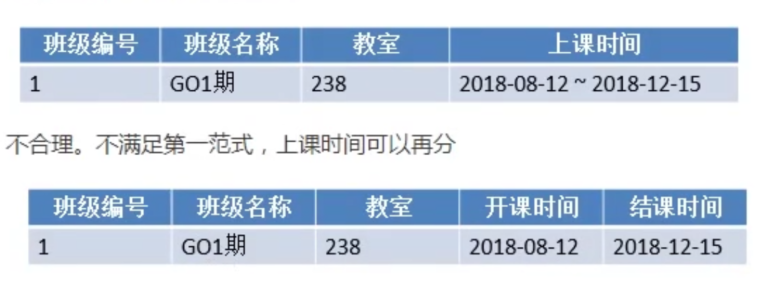 班级编号 班级名称 教室 上课时间
1 GO1期 238 2018-08-12 ~ 2018-12-15
不合理。不满足第一范式，上课时间可以再分
班级编号 班级名称 教室 开课时间 结课时间
1 GO1期 238 2018-08-12 2018-12-15